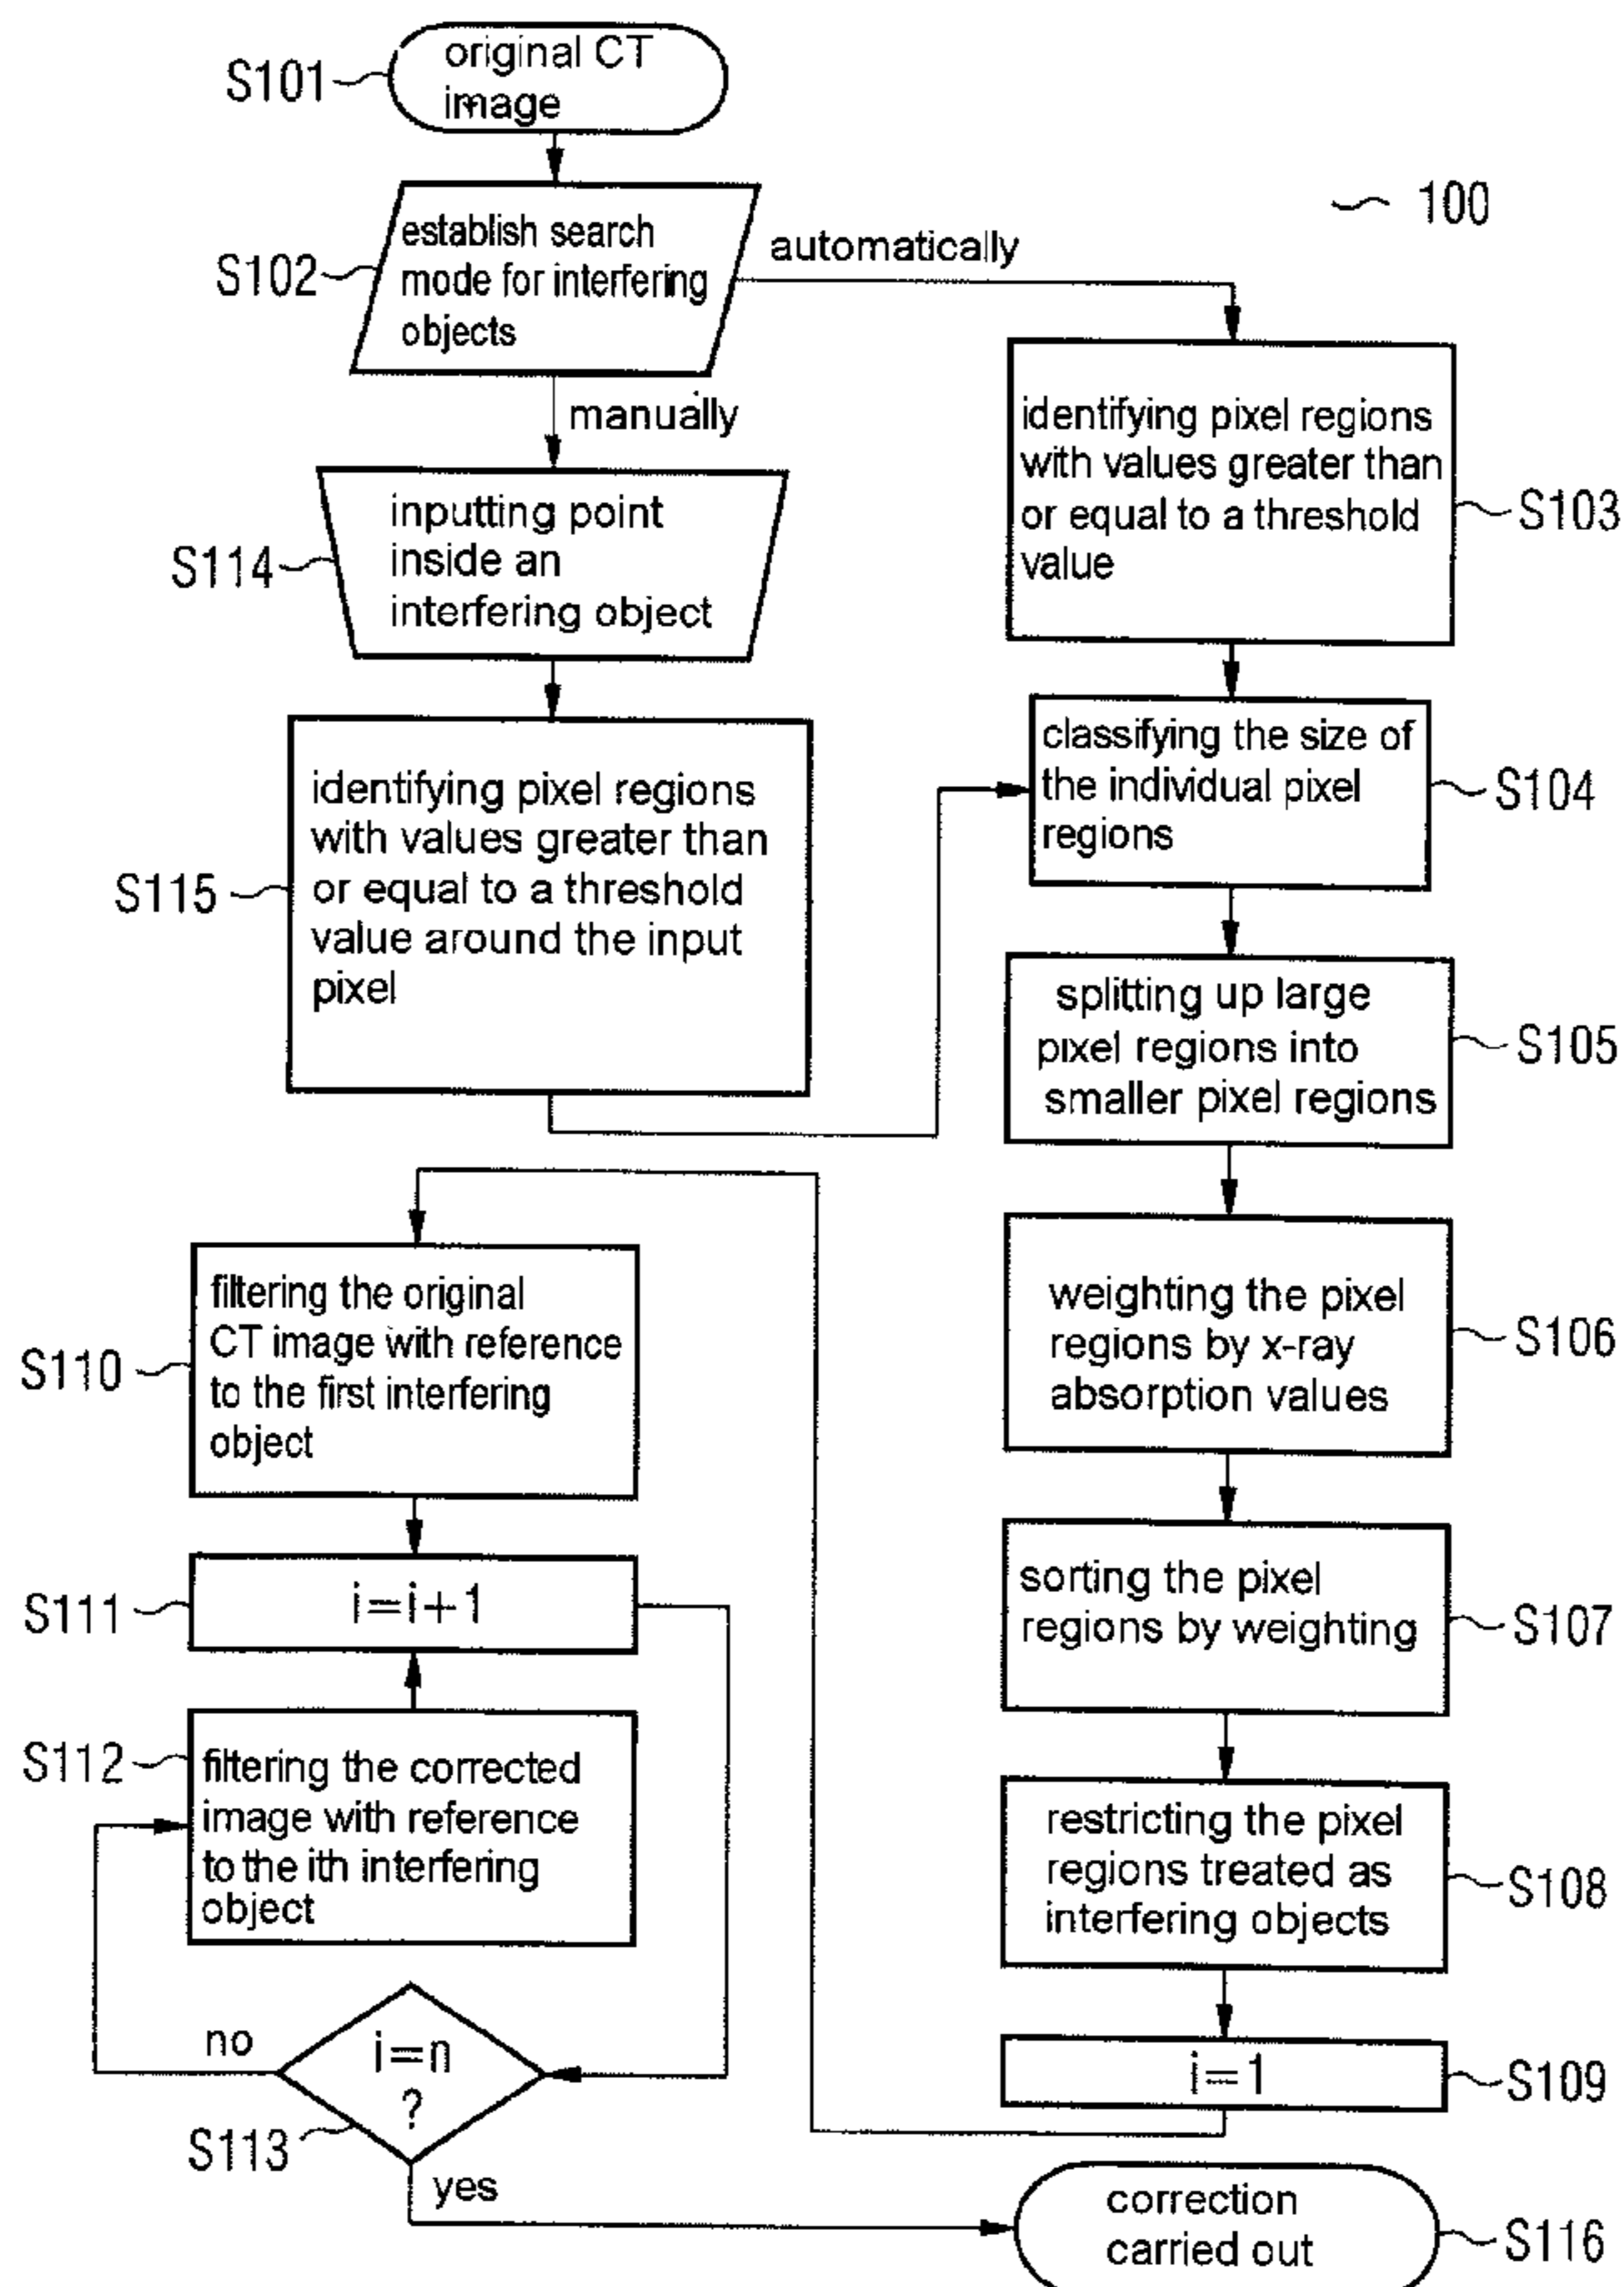 S101
original CT
image
100
S102
establish search
mode for interfering
objects
automatically
manually
S114
inputting point
inside an
interfering object
identifying pixel regions
with values greater than
or equal to a threshold
value
S103
S115
identifying pixel regions
with values greater than
or equal to a threshold
value around the input
pixel
classifying the size of
the individual pixel
regions
S104
splitting up large
pixel regions into
smaller pixel regions
S105
weighting the pixel
regions by x-ray
absorption values
S106
sorting the pixel
regions by weighting
S107
restricting the pixel
regions treated as
interfering objects
S108
i=1
S109
S110
filtering the original
CT image with reference
to the first interfering
object
S111
i=i+1
S112
filtering the corrected
image with reference
to the ith interfering
object
no
i=n
?
S113
yes
correction
carried out
S116